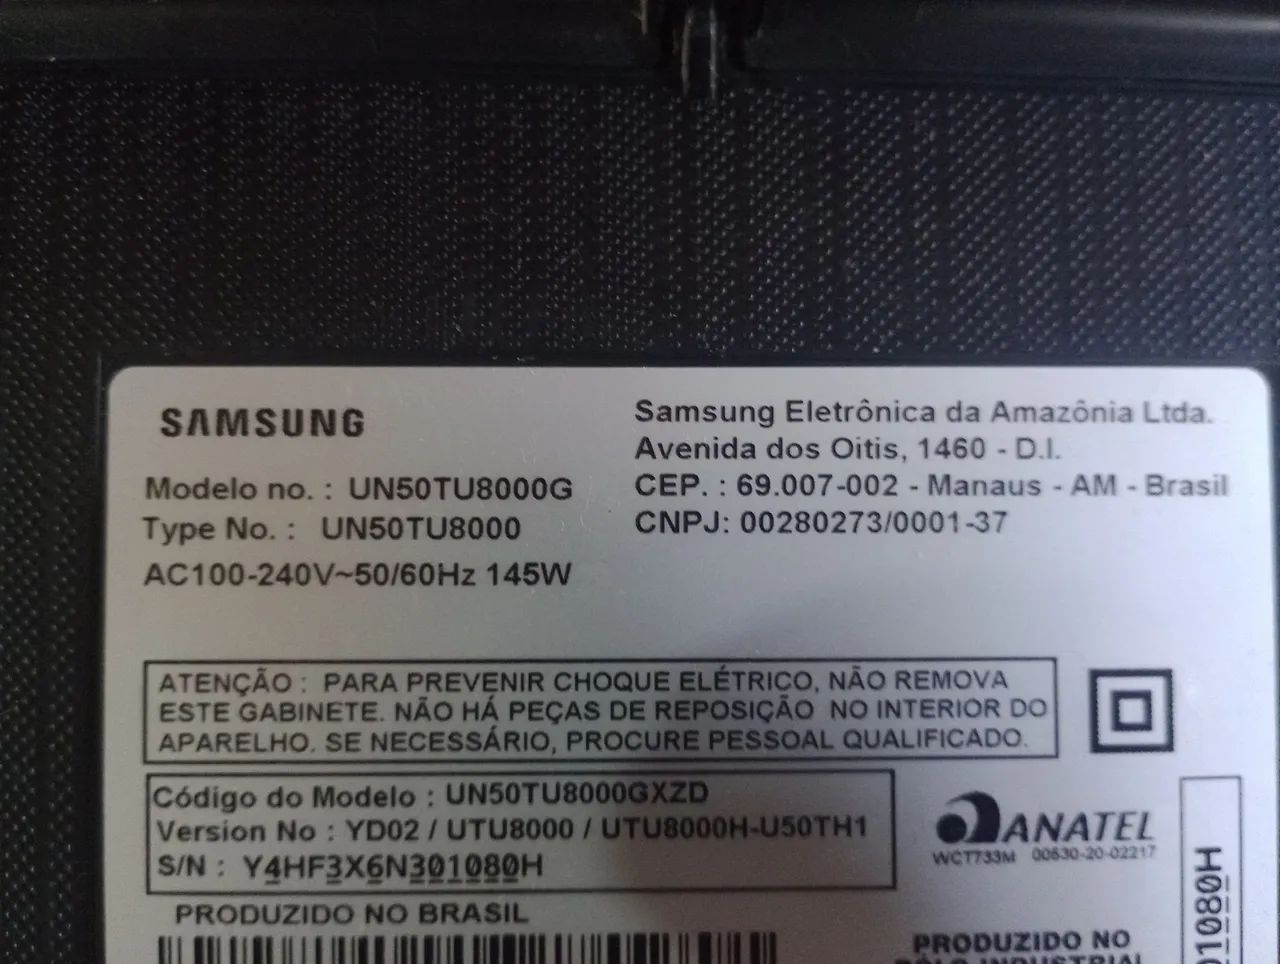 SAMSUNG
Modelo no. : UN50TU8000G
Type No. : UN50TU8000
AC100-240V~50/60Hz 145W
Samsung Eletrônica da Amazônia Ltda.
Avenida dos Oitis, 1460 - D.I.
CEP. : 69.007-002 - Manaus - AM - Brasil
CNPJ: 00280273/0001-37
ATENÇÃO : PARA PREVENIR CHOQUE ELÉTRICO, NÃO REMOVA
ESTE GABINETE. NÃO HÁ PEÇAS DE REPOSIÇÃO NO INTERIOR DO
APARELHO. SE NECESSÁRIO, PROCURE PESSOAL QUALIFICADO.
Código do Modelo : UN50TU8000GXZD
Version No : YD02 / UTU8000 / UTU8000H-U50TH1
S/N : Y4HF3X6N301080H
ANATEL
WCT733M 00630-20-02217
PRODUZIDO NO BRASIL
PRODUZIDO NO
PÓLO INDUSTRIAL
01080H